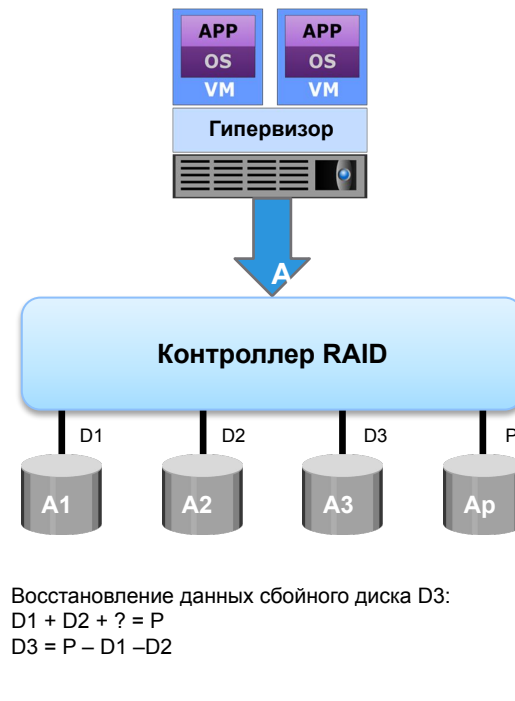 APP APP
OS OS
VM VM
Гипервизор
A
Контроллер RAID
D1 D2 D3 P
A1 A2 A3 Ap
Восстановление данных сбойного диска D3:
D1 + D2 + ? = P
D3 = P – D1 –D2